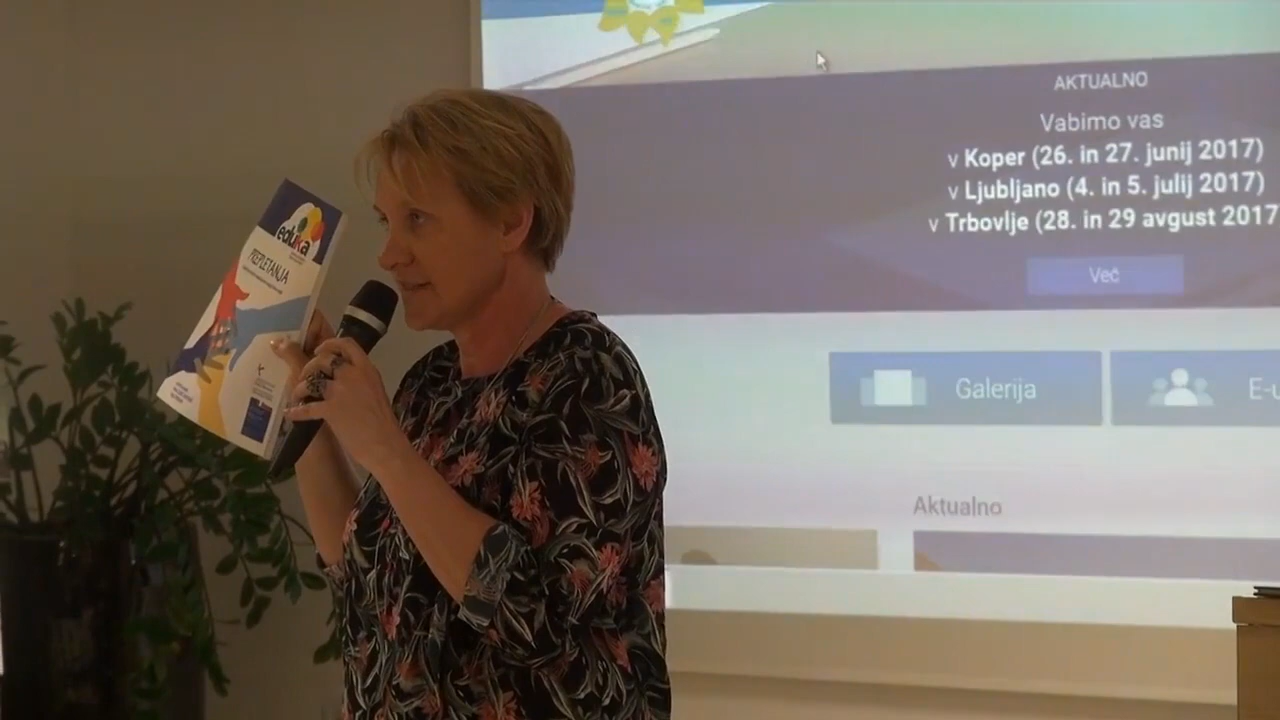 AKTUALNO
Vabimo vas
v Koper (26. in 27. junij 2017)
v Ljubljano (4. in 5. julij 2017)
v Trbovlje (28. in 29 avgust 2017
Več
Galerija
Aktualno
eduka
PREPLETANJA